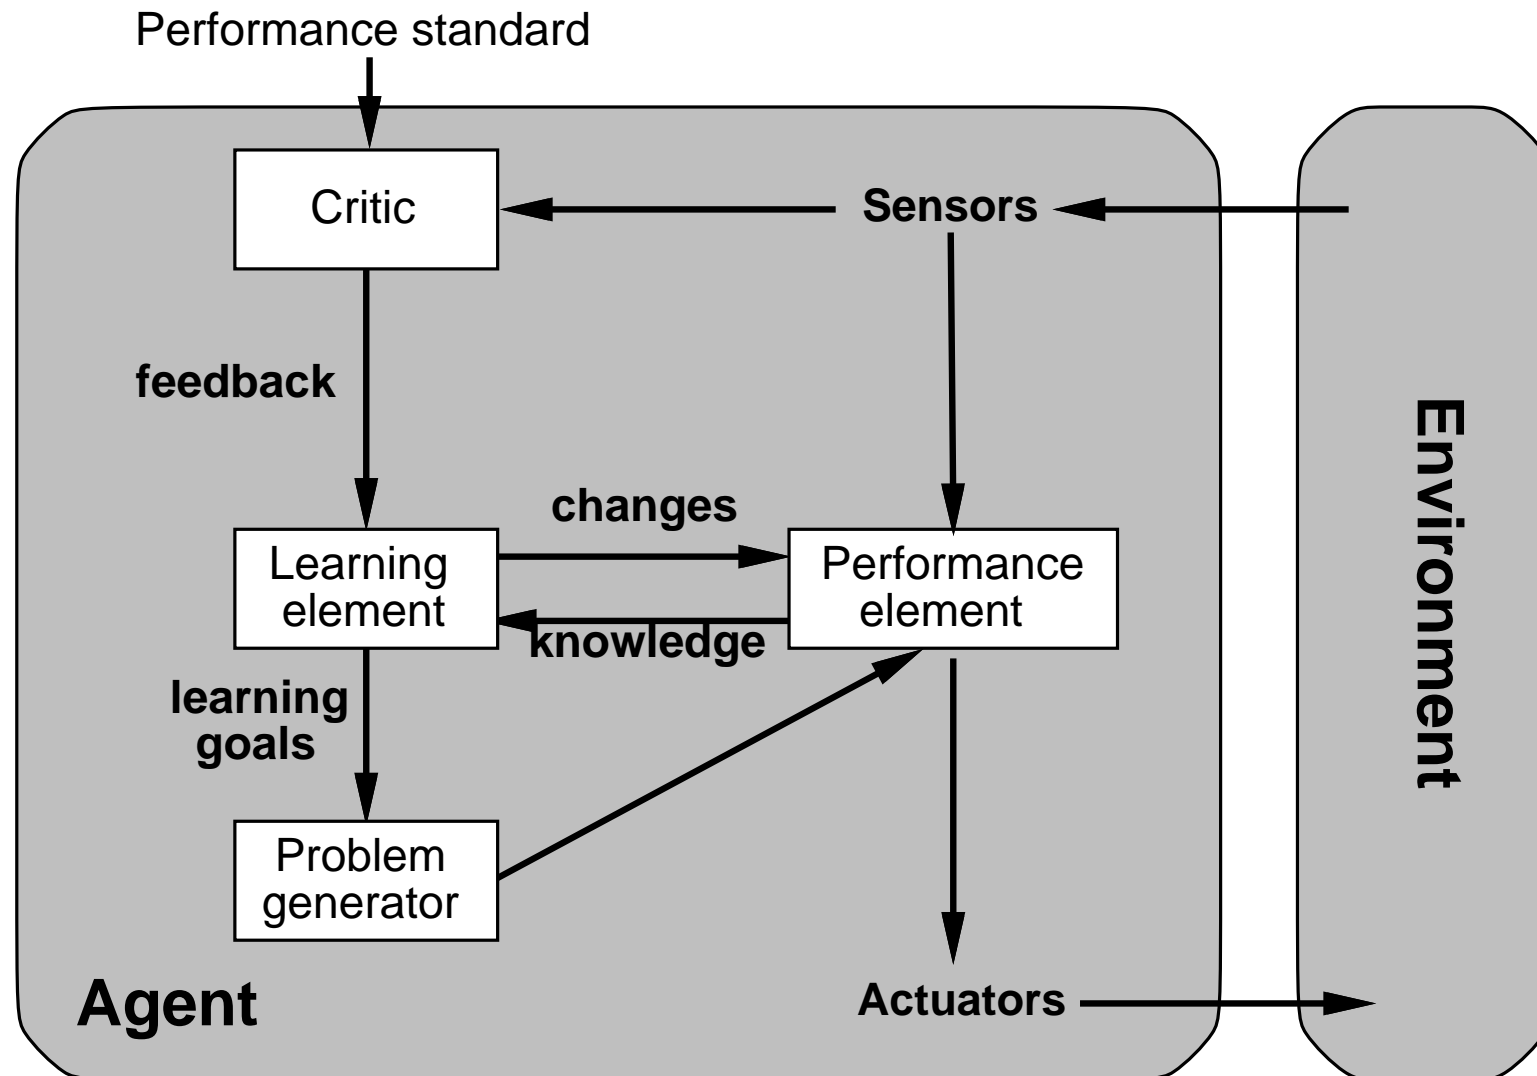 Performance standard
Critic
Sensors
feedback
changes
Learning
element
Performance
element
knowledge
learning
goals
Problem
generator
Agent
Actuators
Environment